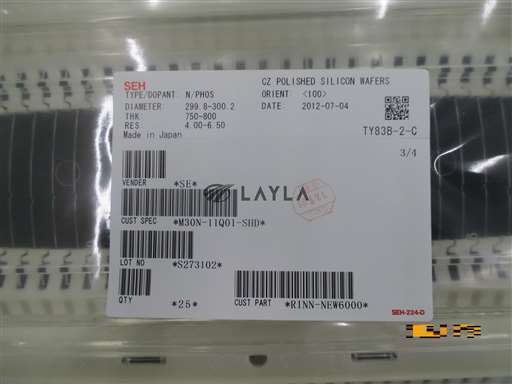 SEH
CZ POLISHED SILICON WAFERS
TYPE/DOPANT N/PHOS
ORIENT: <100>
DIAMETER 299.8-300.2
DATE: 2012-07-04
THK 750-800
RES. 4.00-6.50
Made in Japan
TY83B-2-C
3/4
VENDER *SE*
LAYLA
CUST SPEC *M30N-I1Q01-SHD*
LOT NO *S273102*
QTY *25*
CUST PART *RINN-NEW6000*
SEH-224-D